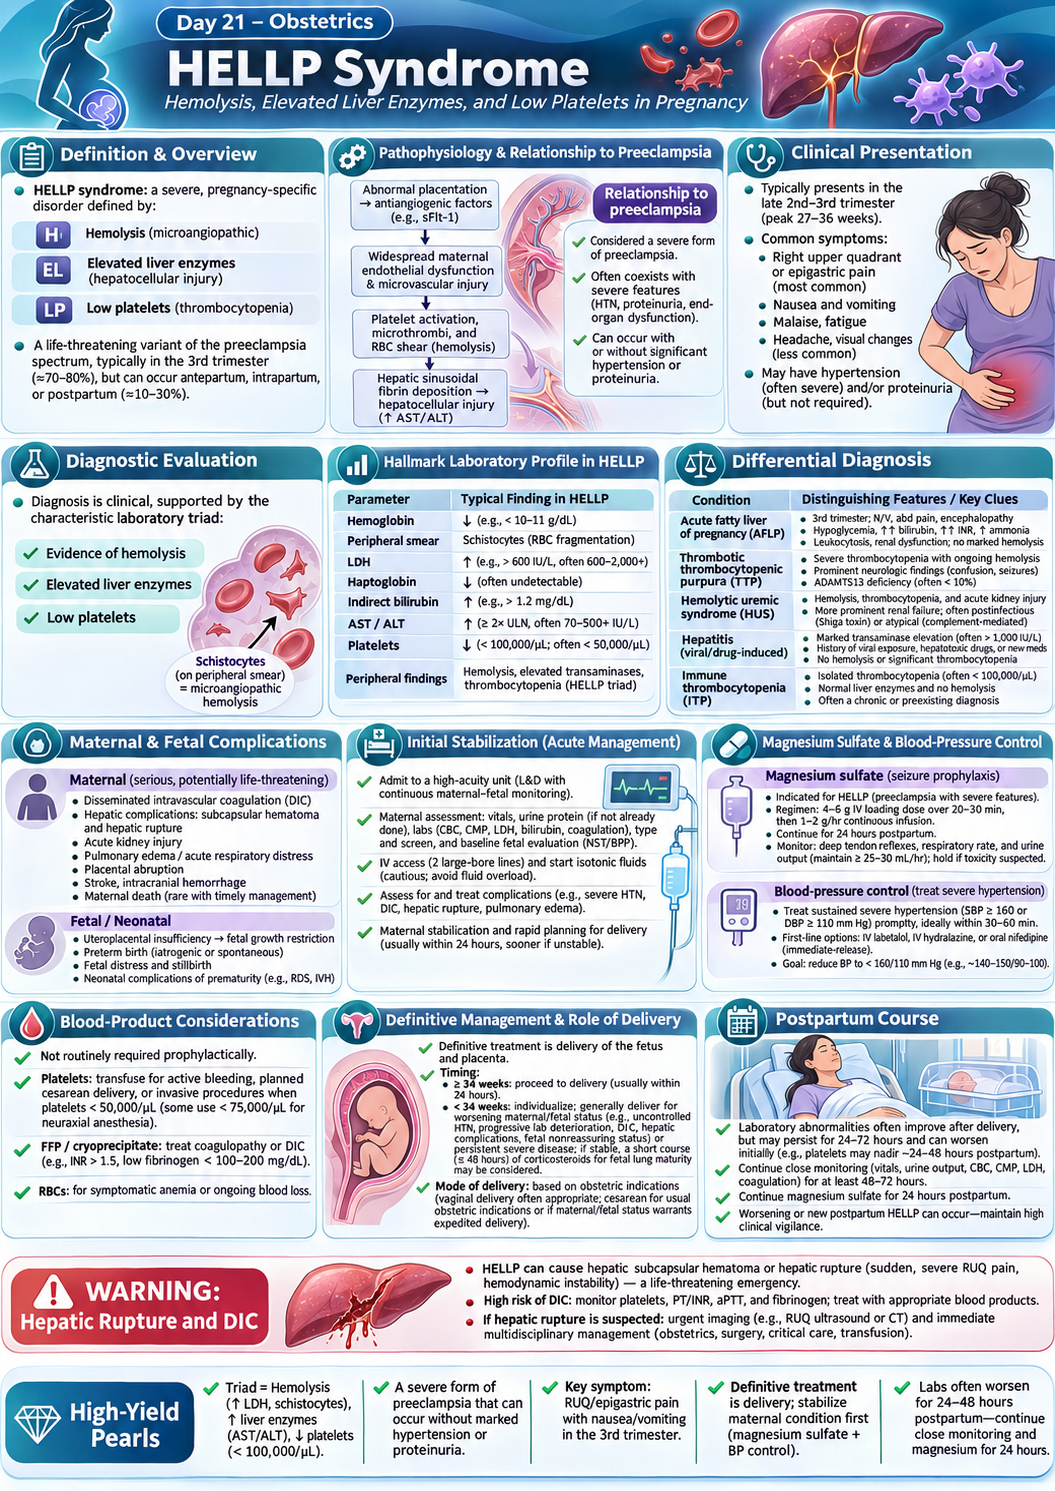 Day 21 – Obstetrics
HELLP Syndrome
Hemolysis, Elevated Liver Enzymes, and Low Platelets in Pregnancy
Definition & Overview
HELLP syndrome: a severe, pregnancy-specific
disorder defined by:
H
Hemolysis (microangiopathic)
EL
Elevated liver enzymes
(hepatocellular injury)
LP
Low platelets (thrombocytopenia)
A life-threatening variant of the preeclampsia
spectrum, typically in the 3rd trimester
(≈70–80%), but can occur antepartum, intrapartum,
or postpartum (≈10–30%).
Pathophysiology & Relationship to Preeclampsia
Abnormal placentation
→ antiangiogenic factors
(e.g., sFlt-1)
Widespread maternal
endothelial dysfunction
& microvascular injury
Platelet activation,
microthrombi, and
RBC shear (hemolysis)
Hepatic sinusoidal
fibrin deposition →
hepatocellular injury
(↑ AST/ALT)
Relationship to
preeclampsia
✓ Considered a severe form
of preeclampsia.
✓ Often coexists with
severe features
(HTN, proteinuria, end-
organ dysfunction).
✓ Can occur with
or without significant
hypertension or
proteinuria.
Clinical Presentation
Typically presents in the
late 2nd–3rd trimester
(peak 27–36 weeks).
Common symptoms:
Right upper quadrant
or epigastric pain
(most common)
Nausea and vomiting
Malaise, fatigue
Headache, visual changes
(less common)
May have hypertension
(often severe) and/or proteinuria
(but not required).
Diagnostic Evaluation
Diagnosis is clinical, supported by the
characteristic laboratory triad:
✓ Evidence of hemolysis
✓ Elevated liver enzymes
✓ Low platelets
Schistocytes
(on peripheral smear)
= microangiopathic
hemolysis
Hallmark Laboratory Profile in HELLP
Parameter Typical Finding in HELLP
Hemoglobin ↓ (e.g., < 10–11 g/dL)
Peripheral smear Schistocytes (RBC fragmentation)
LDH ↑ (e.g., > 600 IU/L, often 600–2,000+)
Haptoglobin ↓ (often undetectable)
Indirect bilirubin ↑ (e.g., > 1.2 mg/dL)
AST / ALT ↑ (≥ 2× ULN, often 70–500+ IU/L)
Platelets ↓ (< 100,000/µL; often < 50,000/µL)
Peripheral findings Hemolysis, elevated transaminases,
thrombocytopenia (HELLP triad)
Differential Diagnosis
Condition Distinguishing Features / Key Clues
Acute fatty liver
of pregnancy (AFLP)
3rd trimester; N/V, abd pain, encephalopathy
Hypoglycemia, ↑↑ bilirubin, ↑↑ INR, ↑ ammonia
Leukocytosis, renal dysfunction; no marked hemolysis
Thrombotic
thrombocytopenic
purpura (TTP)
Severe thrombocytopenia with ongoing hemolysis
Prominent neurologic findings (confusion, seizures)
ADAMTS13 deficiency (often < 10%)
Hemolytic uremic
syndrome (HUS)
Hemolysis, thrombocytopenia, and acute kidney injury
More prominent renal failure; often postinfectious
(Shiga toxin) or atypical (complement-mediated)
Hepatitis
(viral/drug-induced)
Marked transaminase elevation (often > 1,000 IU/L)
History of viral exposure, hepatotoxic drugs, or new meds
No hemolysis or significant thrombocytopenia
Immune
thrombocytopenia
(ITP)
Isolated thrombocytopenia (often < 100,000/µL)
Normal liver enzymes and no hemolysis
Often a chronic or preexisting diagnosis
Maternal & Fetal Complications
Maternal (serious, potentially life-threatening)
Disseminated intravascular coagulation (DIC)
Hepatic complications: subcapsular hematoma
and hepatic rupture
Acute kidney injury
Pulmonary edema / acute respiratory distress
Placental abruption
Stroke, intracranial hemorrhage
Maternal death (rare with timely management)
Fetal / Neonatal
Uteroplacental insufficiency → fetal growth restriction
Preterm birth (iatrogenic or spontaneous)
Fetal distress and stillbirth
Neonatal complications of prematurity (e.g., RDS, IVH)
Initial Stabilization (Acute Management)
✓ Admit to a high-acuity unit (L&D with
continuous maternal–fetal monitoring).
✓ Maternal assessment: vitals, urine protein (if not already
done), labs (CBC, CMP, LDH, bilirubin, coagulation), type
and screen, and baseline fetal evaluation (NST/BPP).
✓ IV access (2 large-bore lines) and start isotonic fluids
(cautious; avoid fluid overload).
✓ Assess for and treat complications (e.g., severe HTN,
DIC, hepatic rupture, pulmonary edema).
✓ Maternal stabilization and rapid planning for delivery
(usually within 24 hours, sooner if unstable).
Magnesium Sulfate & Blood-Pressure Control
Magnesium sulfate (seizure prophylaxis)
Indicated for HELLP (preeclampsia with severe features).
Regimen: 4–6 g IV loading dose over 20–30 min,
then 1–2 g/hr continuous infusion.
Continue for 24 hours postpartum.
Monitor: deep tendon reflexes, respiratory rate, and urine
output (maintain ≥ 25–30 mL/hr); hold if toxicity suspected.
Blood-pressure control (treat severe hypertension)
Treat sustained severe hypertension (SBP ≥ 160 or
DBP ≥ 110 mm Hg) promptly, ideally within 30–60 min.
First-line options: IV labetalol, IV hydralazine, or oral nifedipine
(immediate-release).
Goal: reduce BP to < 160/110 mm Hg (e.g., ~140–150/90–100).
Blood-Product Considerations
✓ Not routinely required prophylactically.
✓ Platelets: transfuse for active bleeding, planned
cesarean delivery, or invasive procedures when
platelets < 50,000/µL (some use < 75,000/µL for
neuraxial anesthesia).
✓ FFP / cryoprecipitate: treat coagulopathy or DIC
(e.g., INR > 1.5, low fibrinogen < 100–200 mg/dL).
✓ RBCs: for symptomatic anemia or ongoing blood loss.
Definitive Management & Role of Delivery
✓ Definitive treatment is delivery of the fetus
and placenta.
✓ Timing:
≥ 34 weeks: proceed to delivery (usually within
24 hours).
< 34 weeks: individualize; generally deliver for
worsening maternal/fetal status (e.g., uncontrolled
HTN, progressive lab deterioration, DIC, hepatic
complications, fetal nonreassuring status) or
persistent severe disease; if stable, a short course
(≤ 48 hours) of corticosteroids for fetal lung maturity
may be considered.
✓ Mode of delivery: based on obstetric indications
(vaginal delivery often appropriate; cesarean for usual
obstetric indications or if maternal/fetal status warrants
expedited delivery).
Postpartum Course
✓ Laboratory abnormalities often improve after delivery,
but may persist for 24–72 hours and can worsen
initially (e.g., platelets may nadir ~24–48 hours postpartum).
✓ Continue close monitoring (vitals, urine output, CBC, CMP, LDH,
coagulation) for at least 48–72 hours.
✓ Continue magnesium sulfate for 24 hours postpartum.
✓ Worsening or new postpartum HELLP can occur—maintain high
clinical vigilance.
WARNING:
Hepatic Rupture and DIC
HELLP can cause hepatic subcapsular hematoma or hepatic rupture (sudden, severe RUQ pain,
hemodynamic instability) — a life-threatening emergency.
High risk of DIC: monitor platelets, PT/INR, aPTT, and fibrinogen; treat with appropriate blood products.
If hepatic rupture is suspected: urgent imaging (e.g., RUQ ultrasound or CT) and immediate
multidisciplinary management (obstetrics, surgery, critical care, transfusion).
High-Yield
Pearls
✓ Triad = Hemolysis
(↑ LDH, schistocytes),
↑ liver enzymes
(AST/ALT), ↓ platelets
(< 100,000/µL).
✓ A severe form of
preeclampsia that can
occur without marked
hypertension or
proteinuria.
✓ Key symptom:
RUQ/epigastric pain
with nausea/vomiting
in the 3rd trimester.
✓ Definitive treatment
is delivery; stabilize
maternal condition first
(magnesium sulfate +
BP control).
✓ Labs often worsen
for 24–48 hours
postpartum—continue
close monitoring and
magnesium for 24 hours.